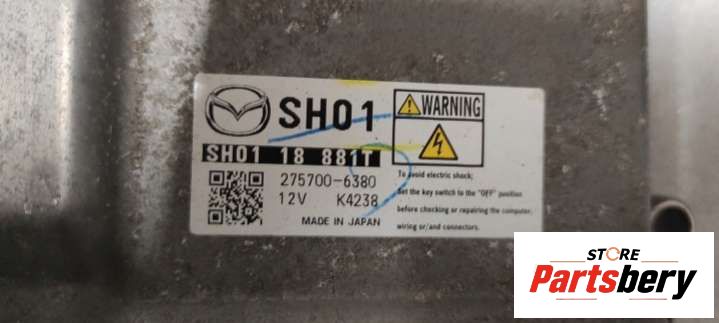 SH01
SH01 18 881T
275700-6380
12V K4238
MADE IN JAPAN
WARNING
To avoid electric shock;
Set the key switch to the "OFF" position
before checking or repairing the computer,
wiring or/and connectors.
STORE
Partsbery